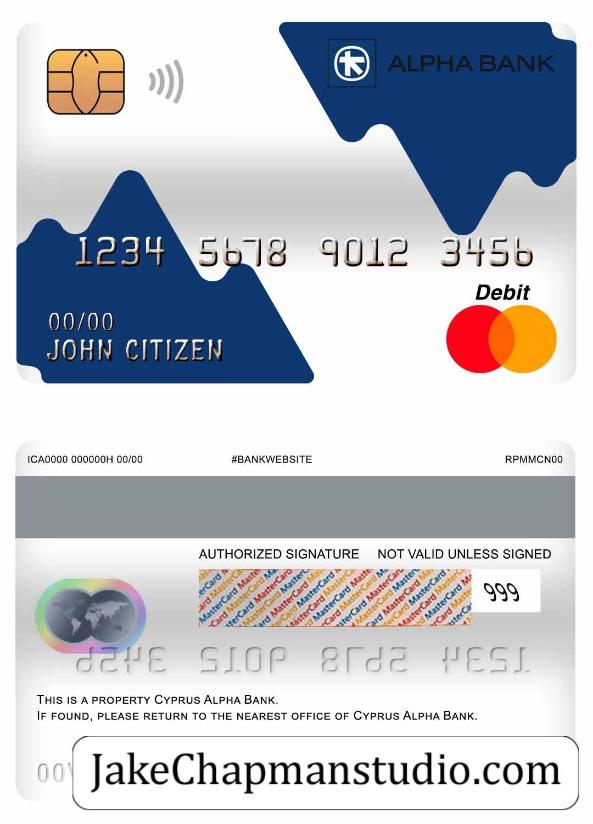 ALPHA BANK
1234 5678 9012 3456
Debit
00/00
JOHN CITIZEN
ICA0000 000000H 00/00 #BANKWEBSITE RPMMCN00
AUTHORIZED SIGNATURE NOT VALID UNLESS SIGNED
MasterCard MasterCard MasterCard MasterCard
999
THIS IS A PROPERTY CYPRUS ALPHA BANK.
IF FOUND, PLEASE RETURN TO THE NEAREST OFFICE OF CYPRUS ALPHA BANK.
JakeChapmanstudio.com